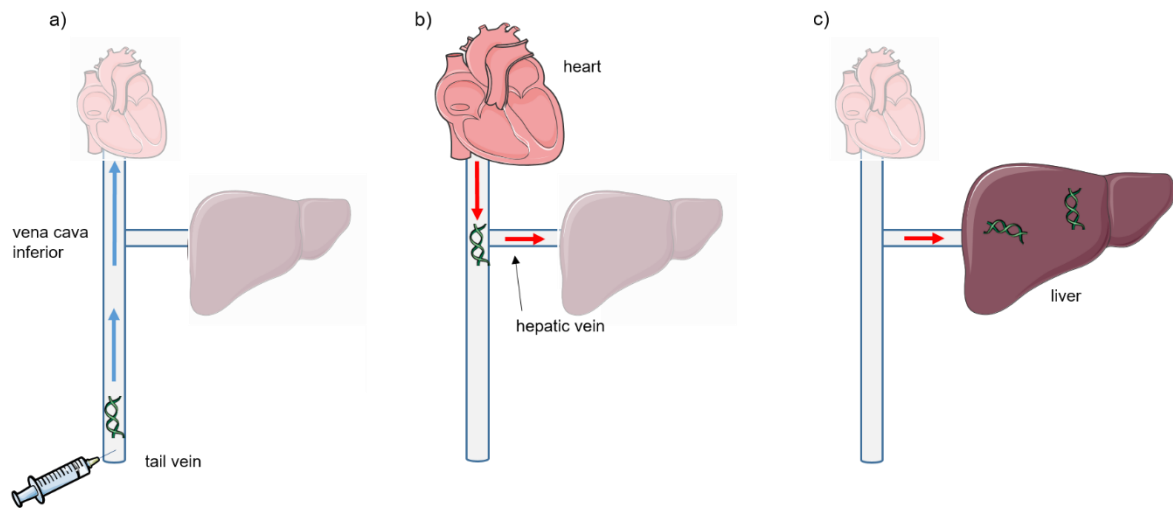 a)
vena cava
inferior
tail vein
b)
heart
hepatic vein
c)
liver